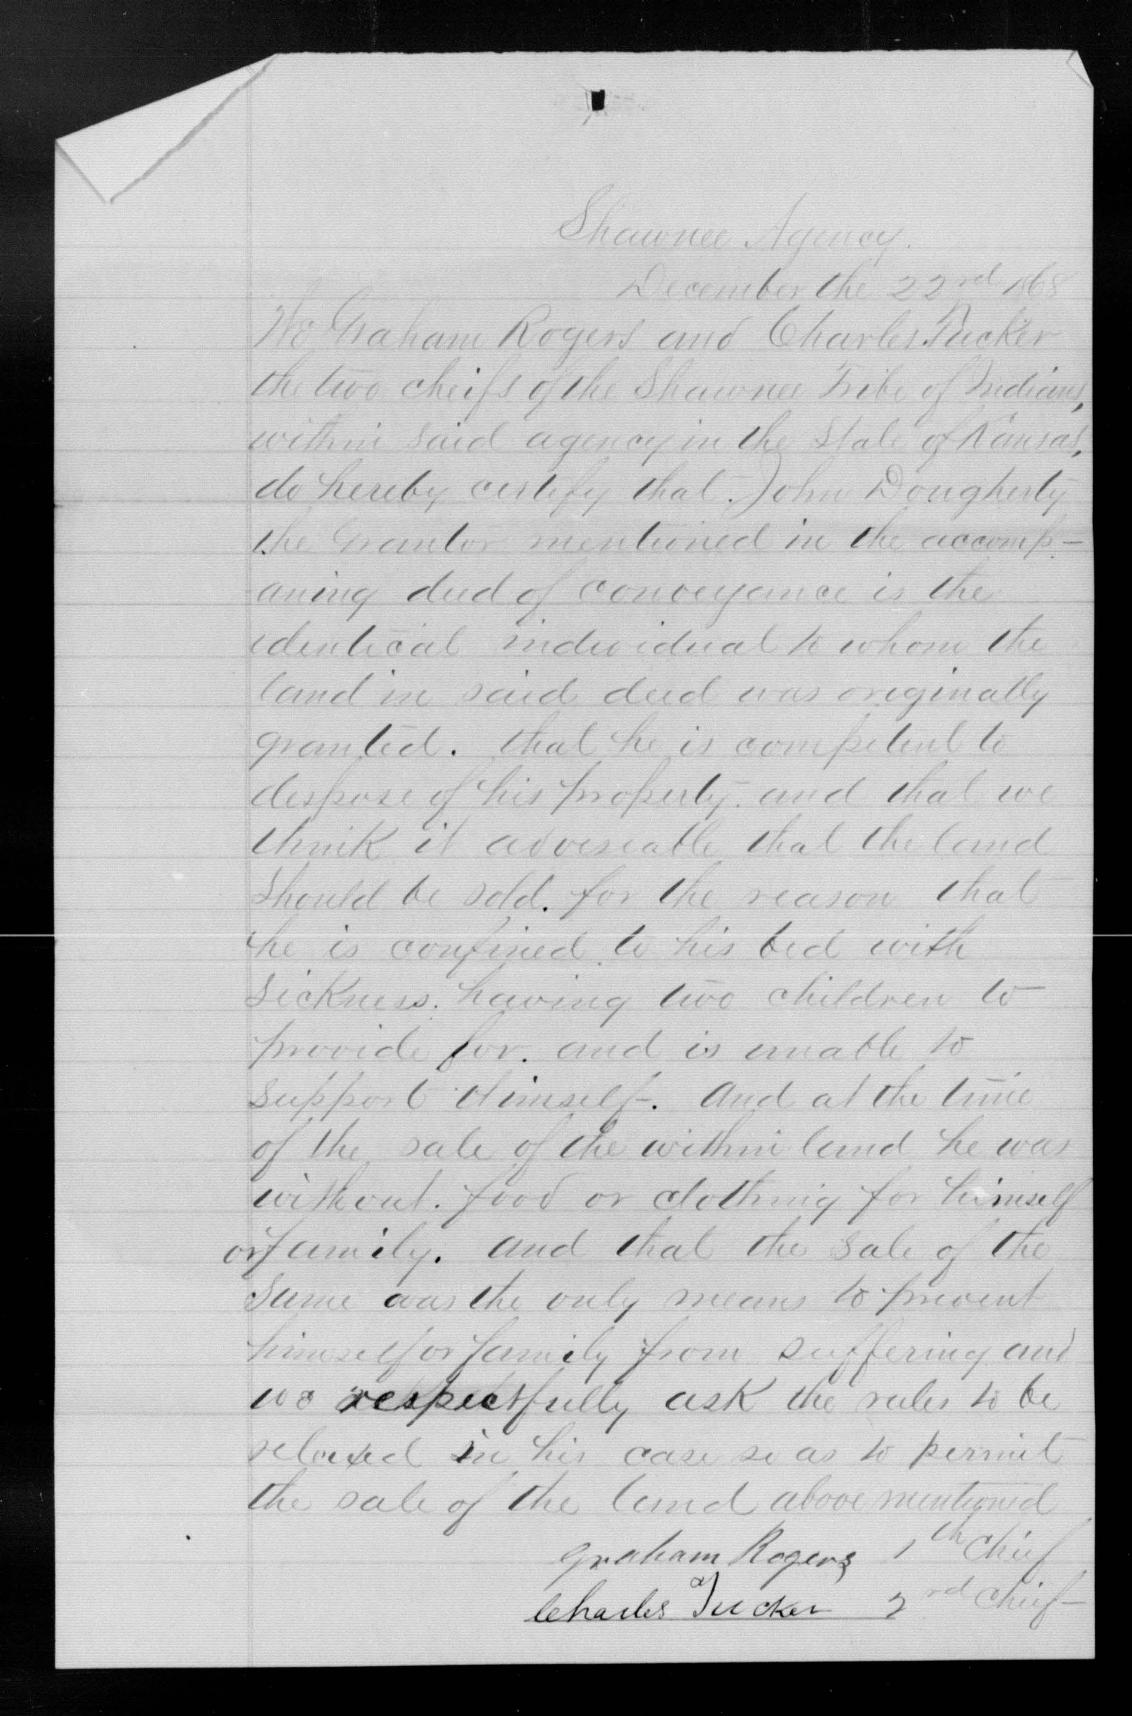 Shawnee Agency.
December the 22rd 1868
We Graham Rogers and Charles Tucker
the two cheifs of the Shawnee Tribe of Indians,
within said agency in the State of Kansas,
do hereby certify that John Dougherty
the Grantor mentioned in the accomp-
aning deed of conveyance is the
identical individual to whom the
land in said deed was originally
granted. that he is competent to
despose of his property. and that we
think it adviseable that the land
should be sold. for the reason that
he is confined to his bed with
sickness. having two children to
provide for. and is unable to
support Himself. And at the time
of the sale of the within land he was
without. food or clothing for himself
or family. and that the sale of the
same was the only means to prevent
himself or family from suffering and
we respectfully ask the rules to be
relaxed in his case so as to permit
the sale of the land above mentioned
Graham Rogers 1th Chief
Charles Tucker 2rd Chief